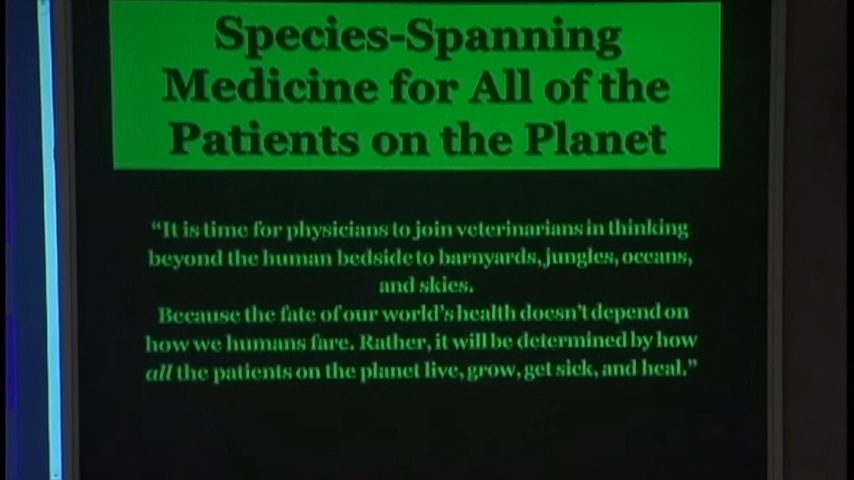 Species-Spanning
Medicine for All of the
Patients on the Planet
“It is time for physicians to join veterinarians in thinking
beyond the human bedside to barnyards, jungles, oceans,
and skies.
Because the fate of our world’s health doesn’t depend on
how we humans fare. Rather, it will be determined by how
all the patients on the planet live, grow, get sick, and heal.”